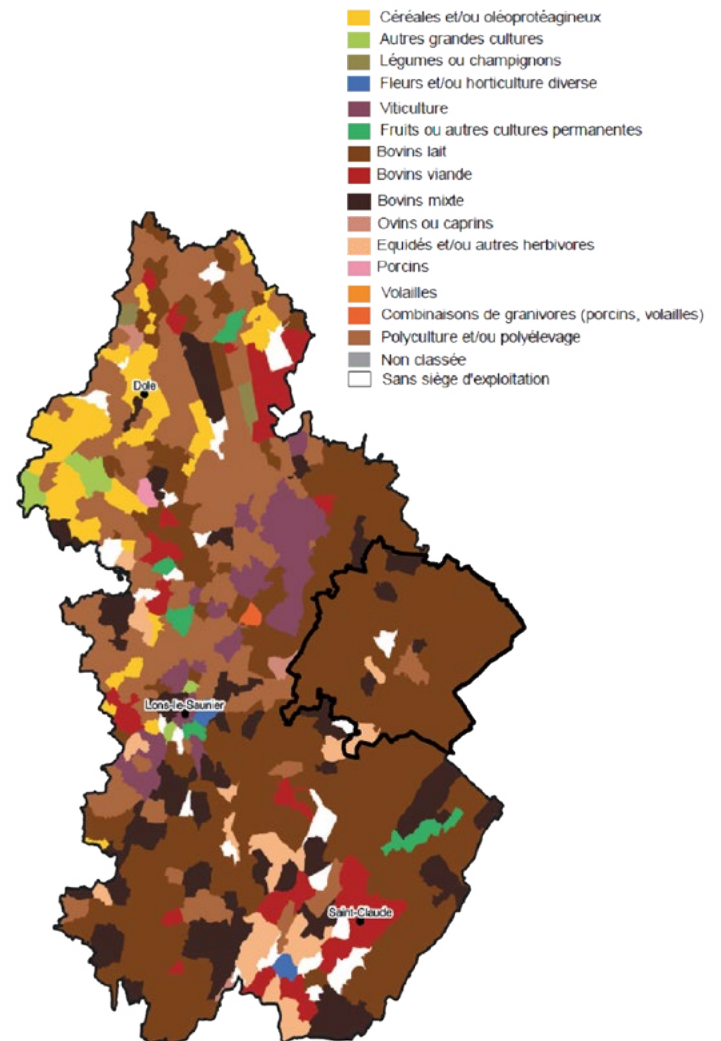 Céréales et/ou oléoprotéagineux
Autres grandes cultures
Légumes ou champignons
Fleurs et/ou horticulture diverse
Viticulture
Fruits ou autres cultures permanentes
Bovins lait
Bovins viande
Bovins mixte
Ovins ou caprins
Equidés et/ou autres herbivores
Porcins
Volailles
Combinaisons de granivores (porcins, volailles)
Polyculture et/ou polyélevage
Non classée
Sans siège d'exploitation
Dole
Lons-le-Saunier
Saint-Claude